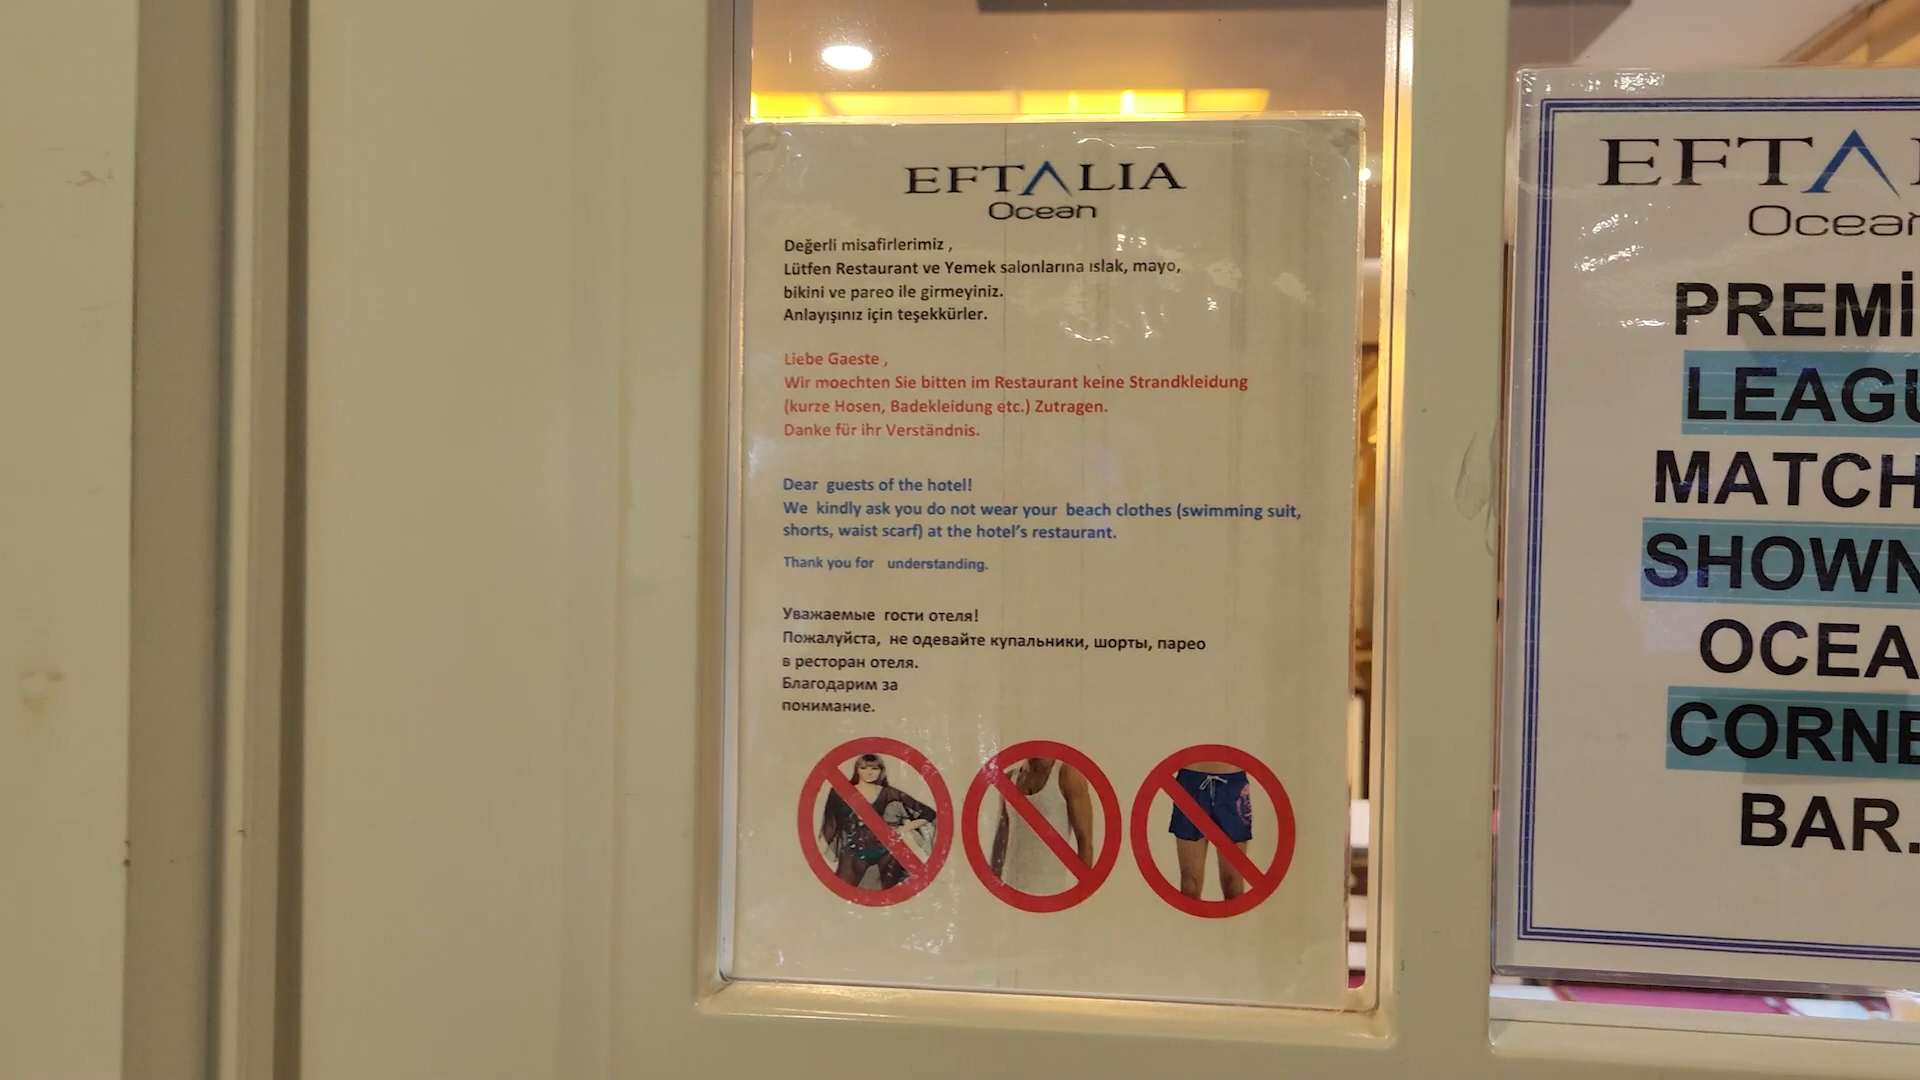 EFTALIA
Ocean
Değerli misafirlerimiz ,
Lütfen Restaurant ve Yemek salonlarına ıslak, mayo,
bikini ve pareo ile girmeyiniz.
Anlayışınız için teşekkürler.
Liebe Gaeste ,
Wir moechten Sie bitten im Restaurant keine Strandkleidung
(kurze Hosen, Badekleidung etc.) Zutragen.
Danke für ihr Verständnis.
Dear guests of the hotel!
We kindly ask you do not wear your beach clothes (swimming suit,
shorts, waist scarf) at the hotel's restaurant.
Thank you for understanding.
Уважаемые гости отеля!
Пожалуйста, не одевайте купальники, шорты, парео
в ресторан отеля.
Благодарим за
понимание.
EFTA
Ocean
PREMİ
LEAGU
MATCH
SHOWN
OCEA
CORNE
BAR.